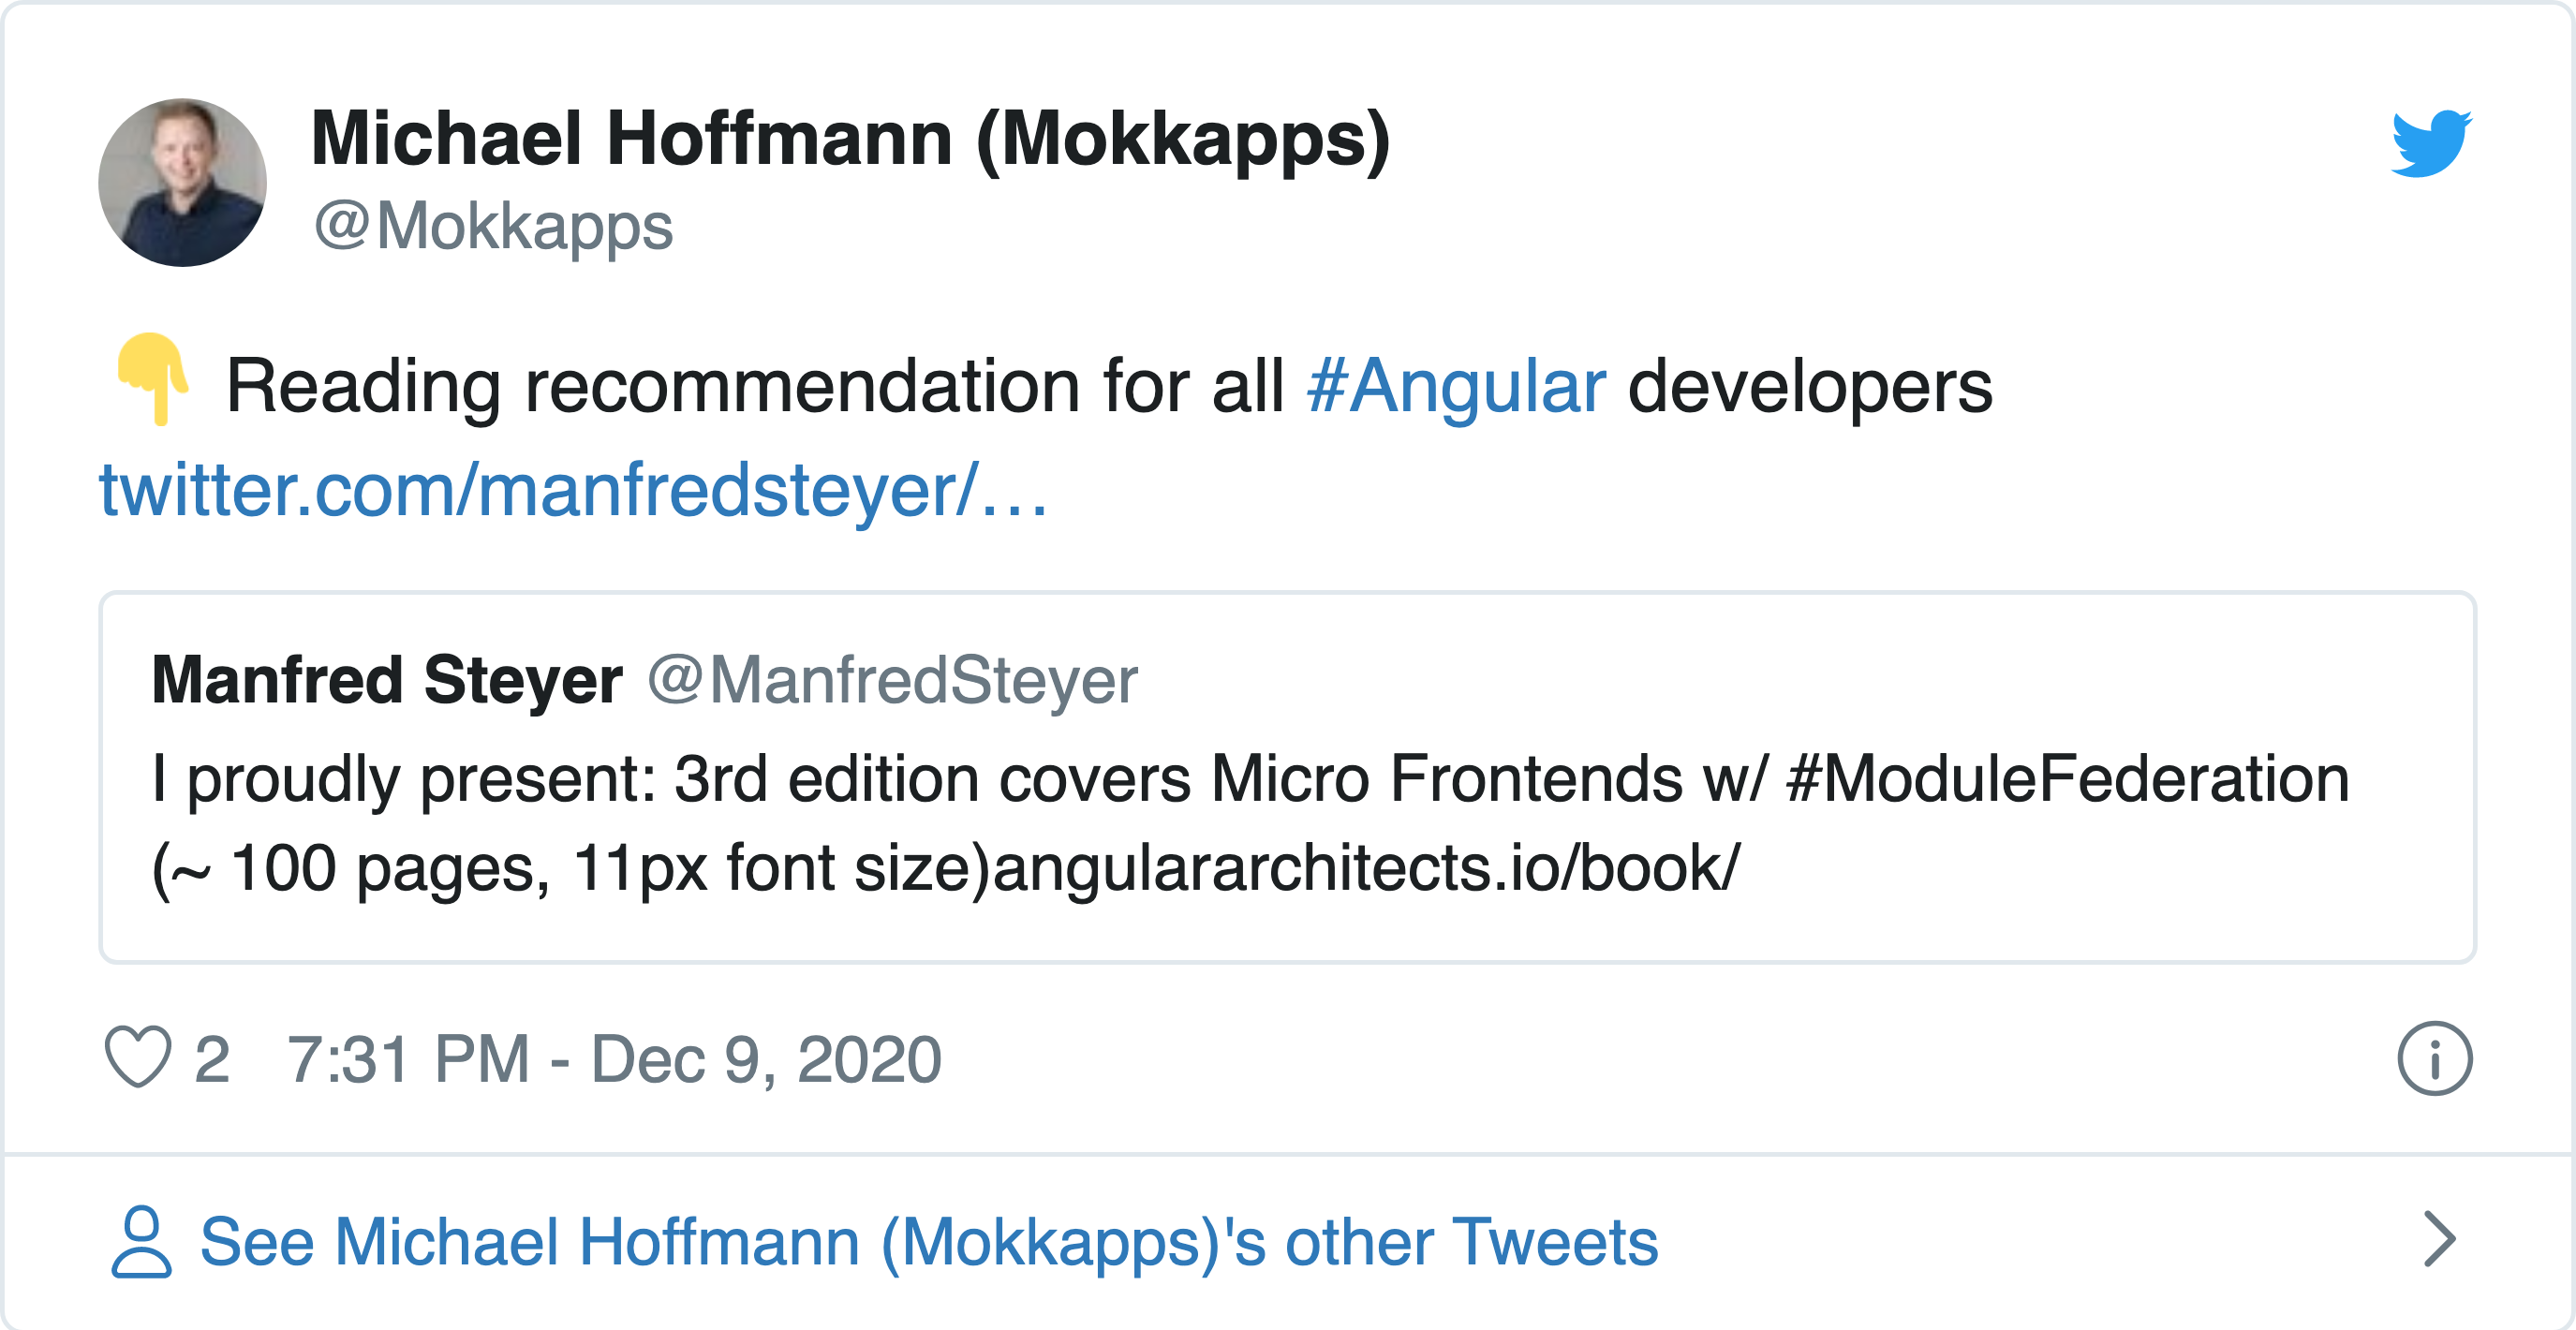 Michael Hoffmann (Mokkapps)
@Mokkapps
👇 Reading recommendation for all #Angular developers
twitter.com/manfredsteyer/…
Manfred Steyer @ManfredSteyer
I proudly present: 3rd edition covers Micro Frontends w/ #ModuleFederation
(~ 100 pages, 11px font size)angulararchitects.io/book/
2 7:31 PM - Dec 9, 2020
See Michael Hoffmann (Mokkapps)'s other Tweets